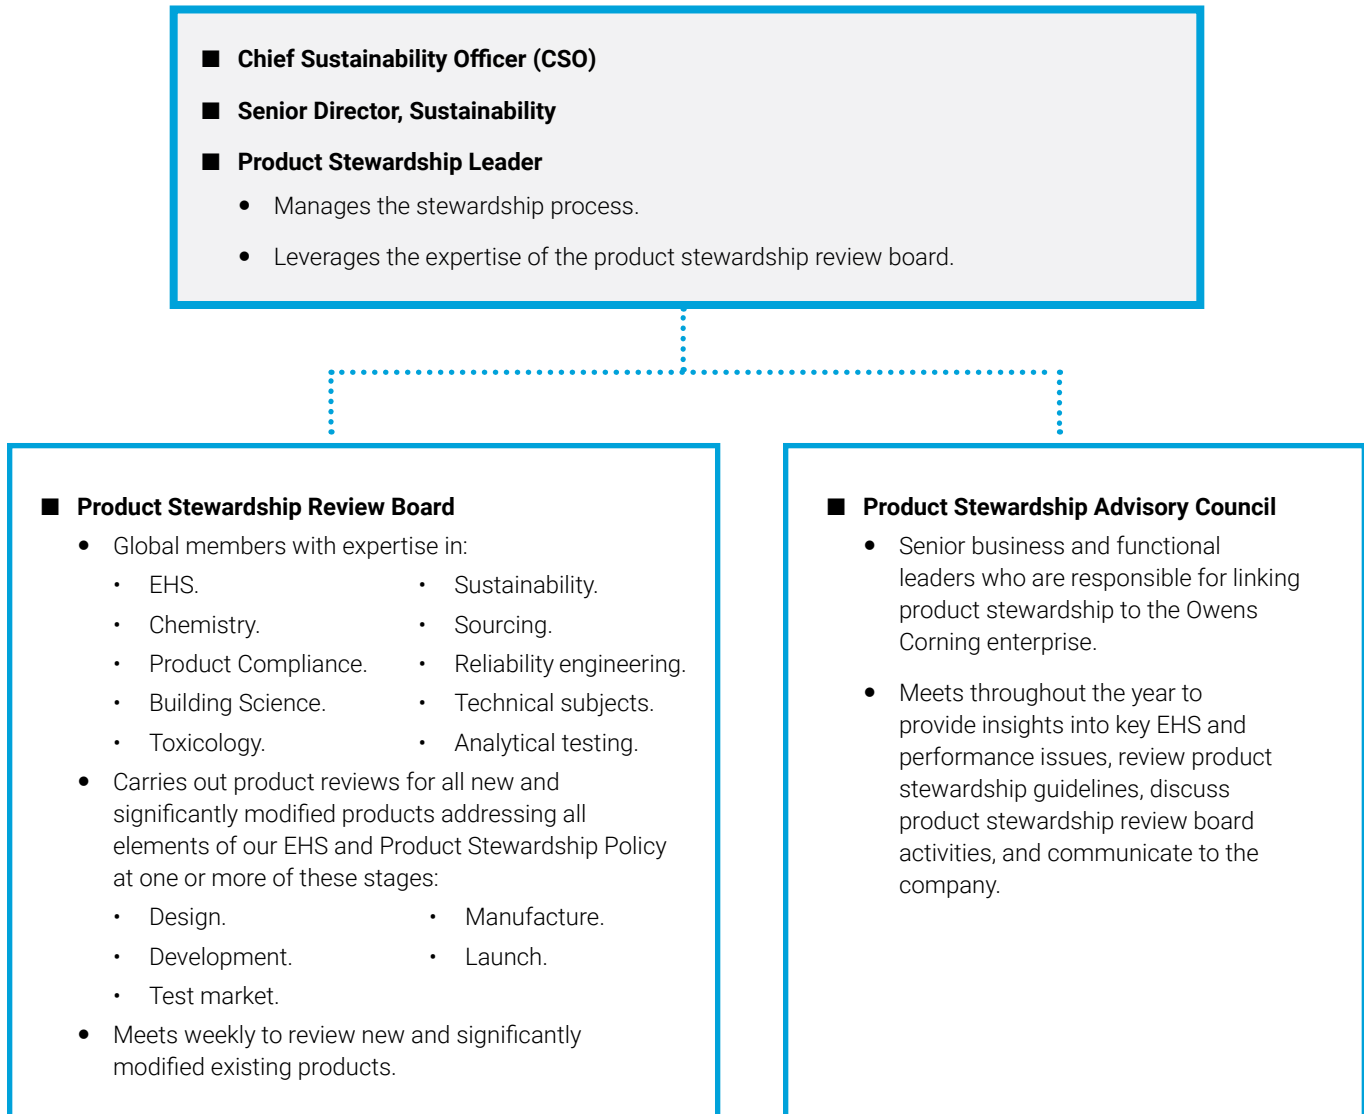 ■ Chief Sustainability Officer (CSO)
■ Senior Director, Sustainability
■ Product Stewardship Leader
• Manages the stewardship process.
• Leverages the expertise of the product stewardship review board.
■ Product Stewardship Review Board
• Global members with expertise in:
• EHS.
• Chemistry.
• Product Compliance.
• Building Science.
• Toxicology.
• Sustainability.
• Sourcing.
• Reliability engineering.
• Technical subjects.
• Analytical testing.
• Carries out product reviews for all new and
significantly modified products addressing all
elements of our EHS and Product Stewardship Policy
at one or more of these stages:
• Design.
• Development.
• Test market.
• Manufacture.
• Launch.
• Meets weekly to review new and significantly
modified existing products.
■ Product Stewardship Advisory Council
• Senior business and functional
leaders who are responsible for linking
product stewardship to the Owens
Corning enterprise.
• Meets throughout the year to
provide insights into key EHS and
performance issues, review product
stewardship guidelines, discuss
product stewardship review board
activities, and communicate to the
company.